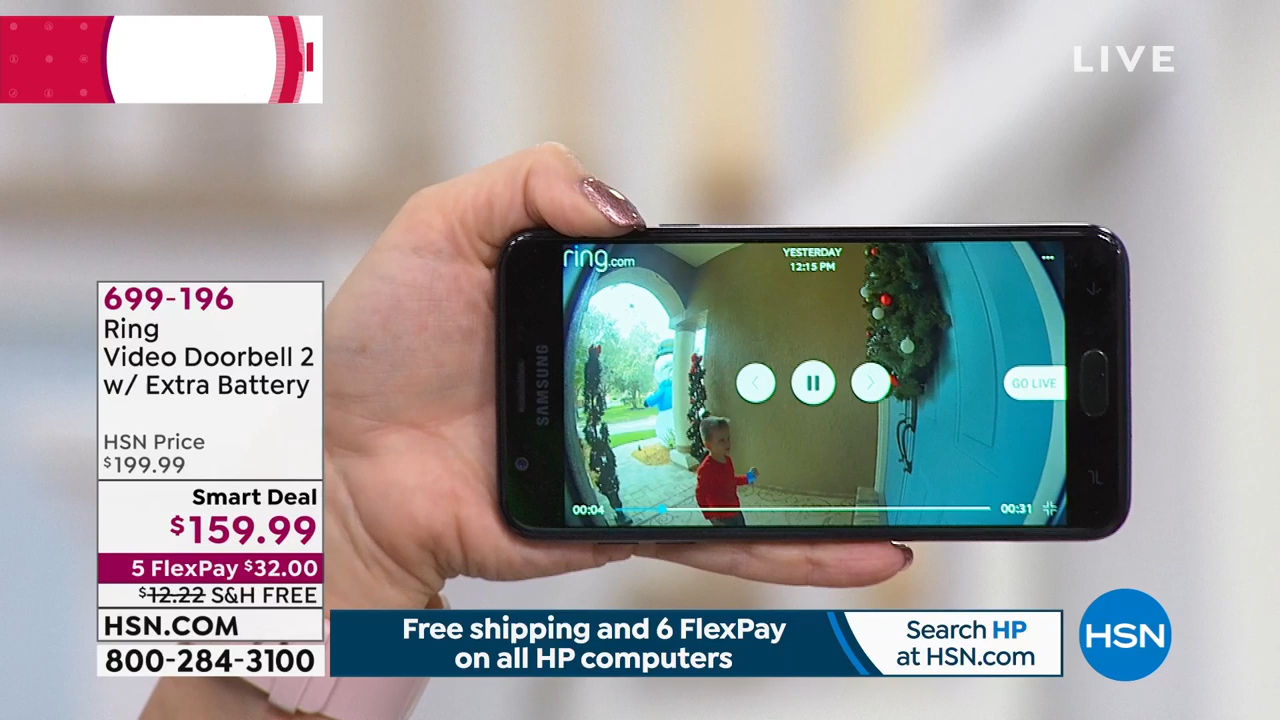 LIVE
699-196
Ring
Video Doorbell 2
w/ Extra Battery
HSN Price
$199.99
Smart Deal
$159.99
5 FlexPay $32.00
$12.22 S&H FREE
HSN.COM
800-284-3100
SAMSUNG
ring.com
YESTERDAY
12:15 PM
GO LIVE
00:04
00:31
Free shipping and 6 FlexPay
on all HP computers
Search HP
at HSN.com
HSN